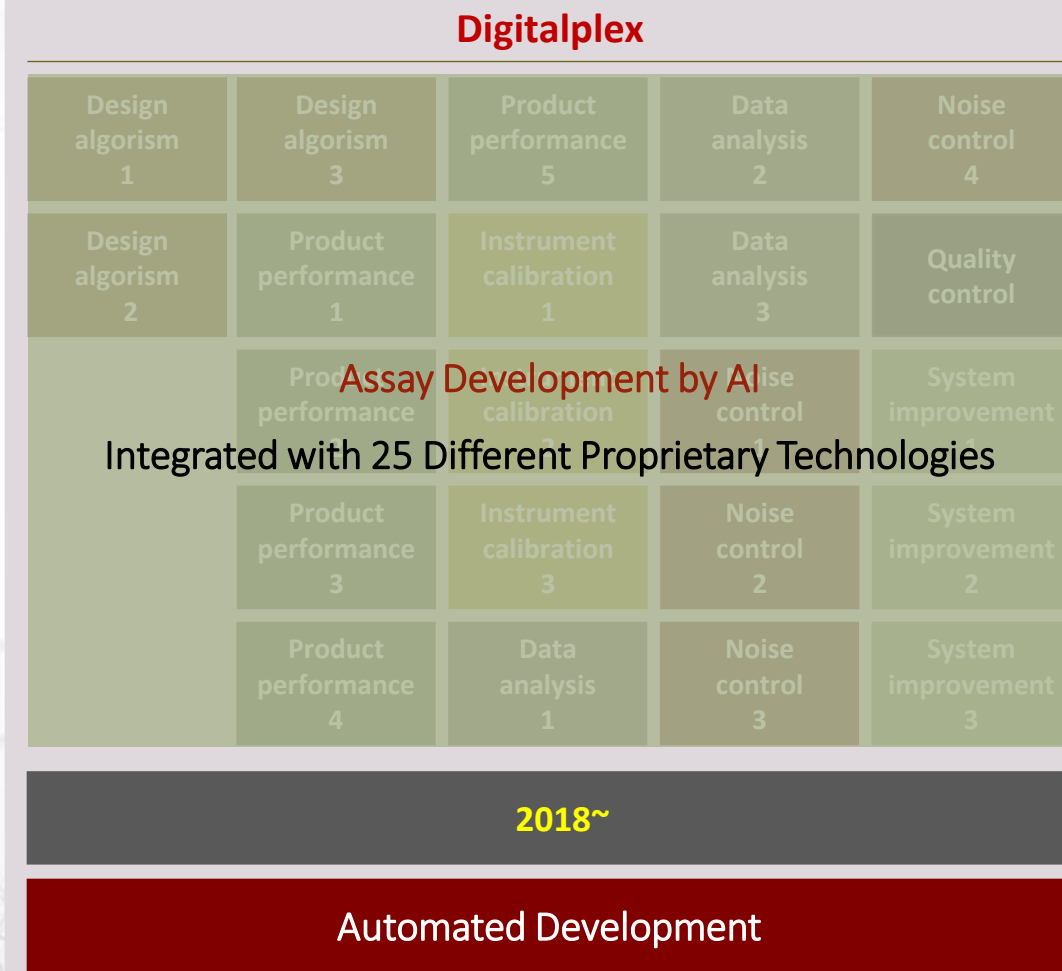 Digitalplex
Design
algorism
1
Design
algorism
3
Product
performance
5
Data
analysis
2
Noise
control
4
Design
algorism
2
Product
performance
1
Instrument
calibration
1
Data
analysis
3
Quality
control
Assay Development by AI
performance
calibration
Noise
control
1
System
improvement
1
Integrated with 25 Different Proprietary Technologies
Product
performance
3
Instrument
calibration
3
Noise
control
2
System
improvement
2
Product
performance
4
Data
analysis
1
Noise
control
3
System
improvement
3
2018~
Automated Development